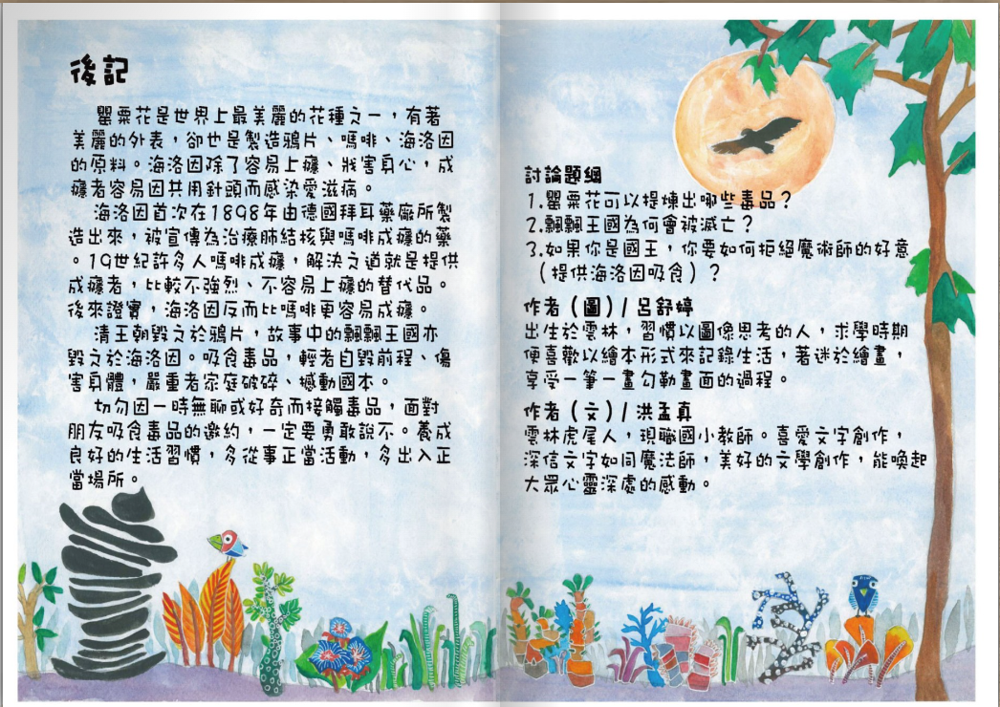 後記
罌粟花是世界上最美麗的花種之一，有著
美麗的外表，卻也是製造鴉片、嗎啡、海洛因
的原料。海洛因除了容易上癮、戕害身心，成
癮者容易因共用針頭而感染愛滋病。
海洛因首次在1898年由德國拜耳藥廠所製
造出來，被宣傳為治療肺結核與嗎啡成癮的藥
。19世紀許多人嗎啡成癮，解決之道就是提供
成癮者，比較不強烈、不容易上癮的替代品。
後來證實，海洛因反而比嗎啡更容易成癮。
清王朝毀之於鴉片，故事中的飄飄王國亦
毀之於海洛因。吸食毒品，輕者自毀前程、傷
害身體，嚴重者家庭破碎、撼動國本。
切勿因一時無聊或好奇而接觸毒品，面對
朋友吸食毒品的邀約，一定要勇敢說不。養成
良好的生活習慣，多從事正當活動，多出入正
當場所。
討論題綱
1.罌粟花可以提煉出哪些毒品？
2.飄飄王國為何會被滅亡？
3.如果你是國王，你要如何拒絕魔術師的好意
（提供海洛因吸食）？
作者（圖）/ 呂舒婷
出生於雲林，習慣以圖像思考的人，求學時期
便喜歡以繪本形式來記錄生活，著迷於繪畫，
享受一筆一畫勾勒畫面的過程。
作者（文）/ 洪孟真
雲林虎尾人，現職國小教師。喜愛文字創作，
深信文字如同魔法師，美好的文學創作，能喚起
大眾心靈深處的感動。